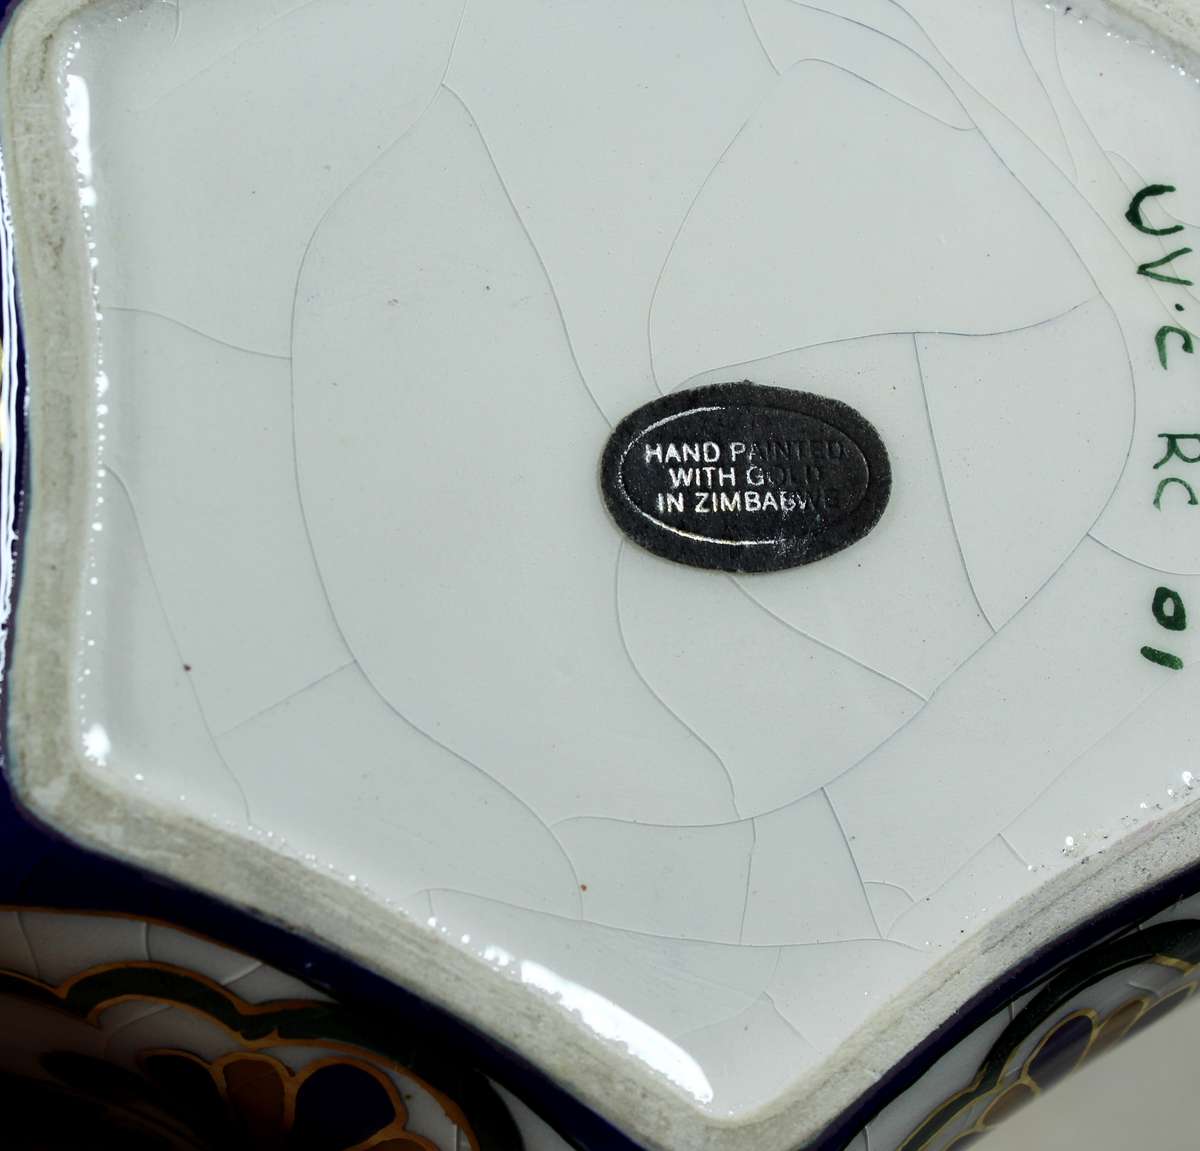 HAND PAINTED
WITH GOLD
IN ZIMBABWE
UV.C RC 01